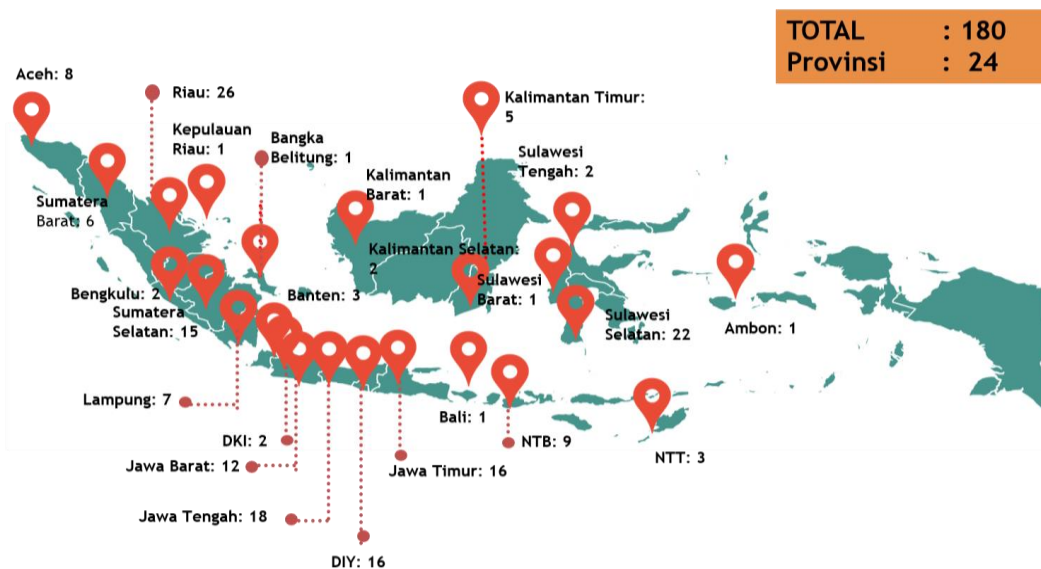 TOTAL : 180
Provinsi : 24
Aceh: 8
Riau: 26
Kepulauan
Riau: 1
Bangka
Belitung: 1
Kalimantan Timur:
5
Sulawesi
Tengah: 2
Kalimantan
Barat: 1
Sumatera
Barat: 6
Kalimantan Selatan:
2
Sulawesi
Barat: 1
Bengkulu: 2
Banten: 3
Sumatera
Selatan: 15
Sulawesi
Selatan: 22
Ambon: 1
Lampung: 7
Bali: 1
DKI: 2
NTB: 9
NTT: 3
Jawa Barat: 12
Jawa Timur: 16
Jawa Tengah: 18
DIY: 16